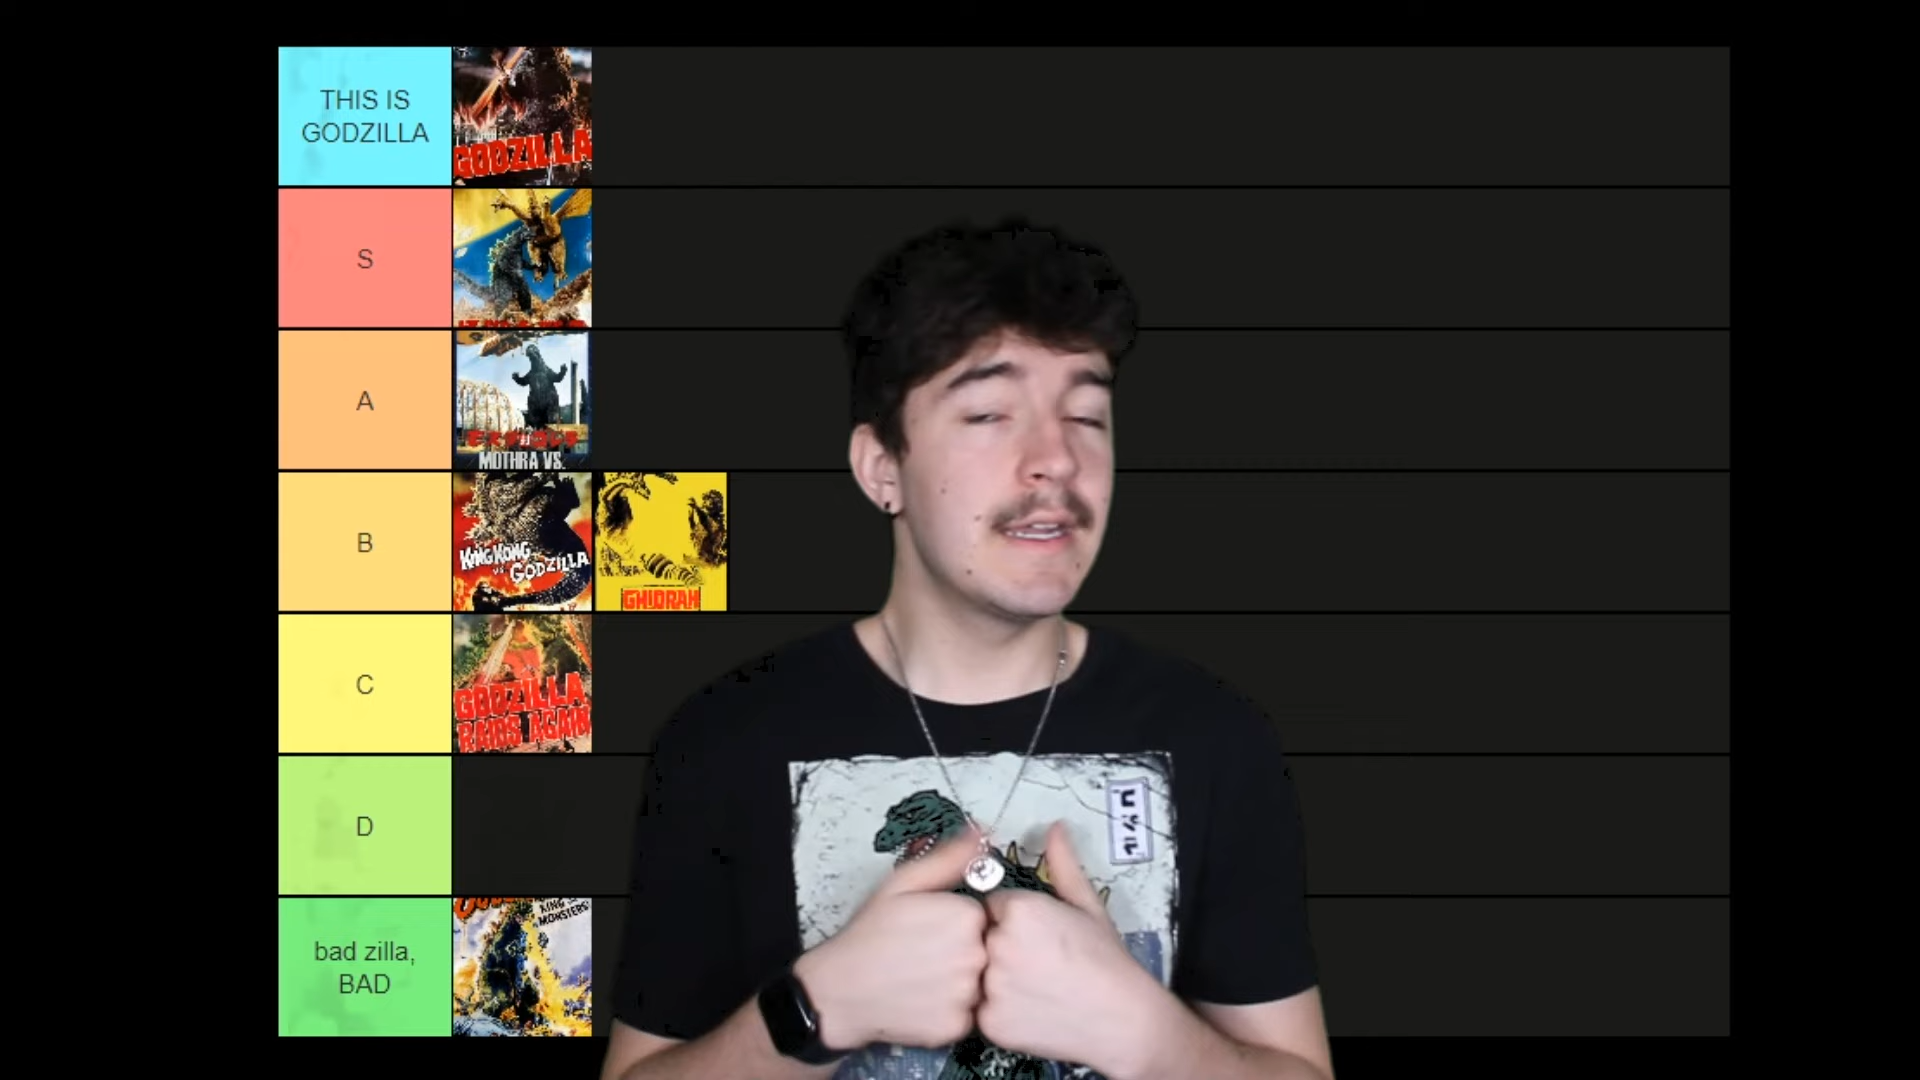 THIS IS
GODZILLA
GODZILLA
S
A
MOTHRA VS.
B
KING KONG
VS. GODZILLA
GHIDRAH
C
GODZILLA
RAIDS AGAIN
D
bad zilla,
BAD
KING
MONSTERS